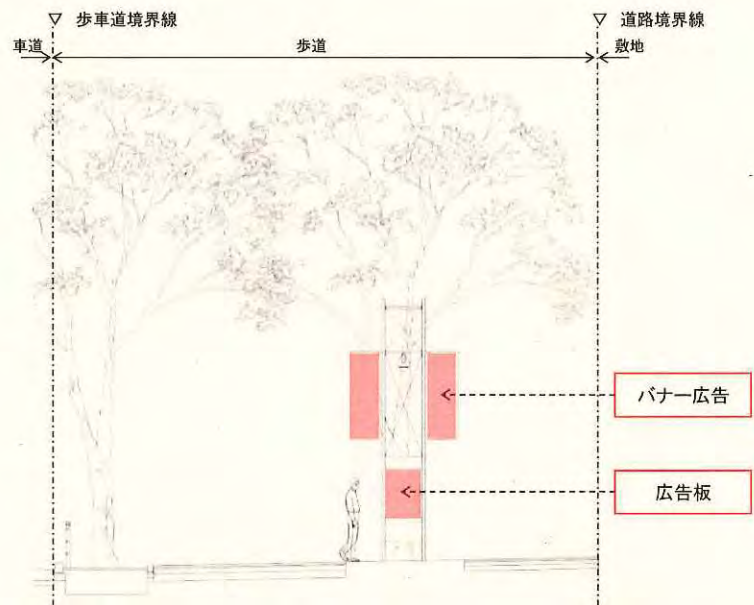 ▽ 歩車道境界線
▽ 道路境界線
車道
歩道
敷地
バナー広告
広告板